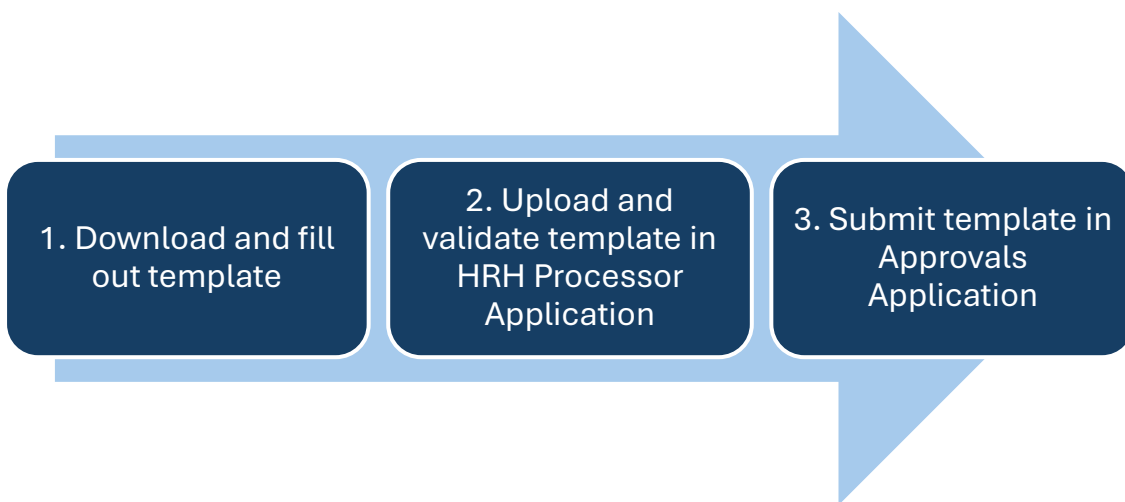 1. Download and fill
out template
2. Upload and
validate template in
HRH Processor
Application
3. Submit template in
Approvals
Application